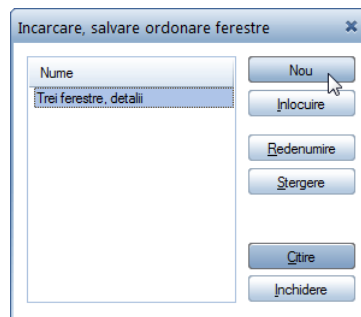 Incarcare, salvare ordonare ferestre
Nume
Trei ferestre, detalii
Nou
Inlocuire
Redenumire
Stergere
Citire
Inchidere